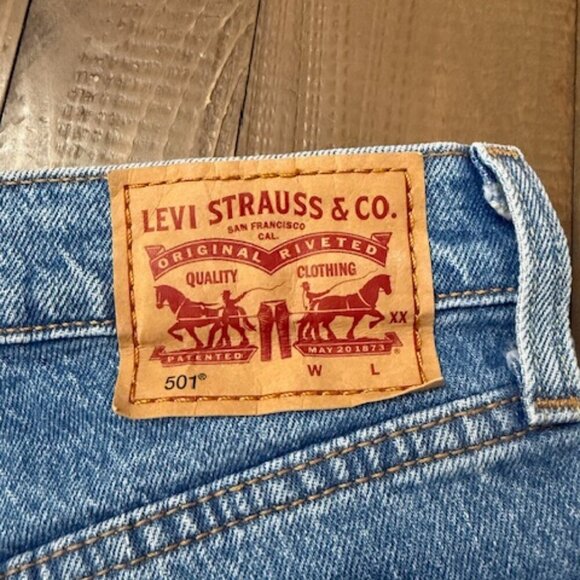 LEVI STRAUSS & CO.
SAN FRANCISCO
CAL.
ORIGINAL RIVETED
QUALITY CLOTHING
XX
PATENTED MAY 20 1873 ®
501® W L